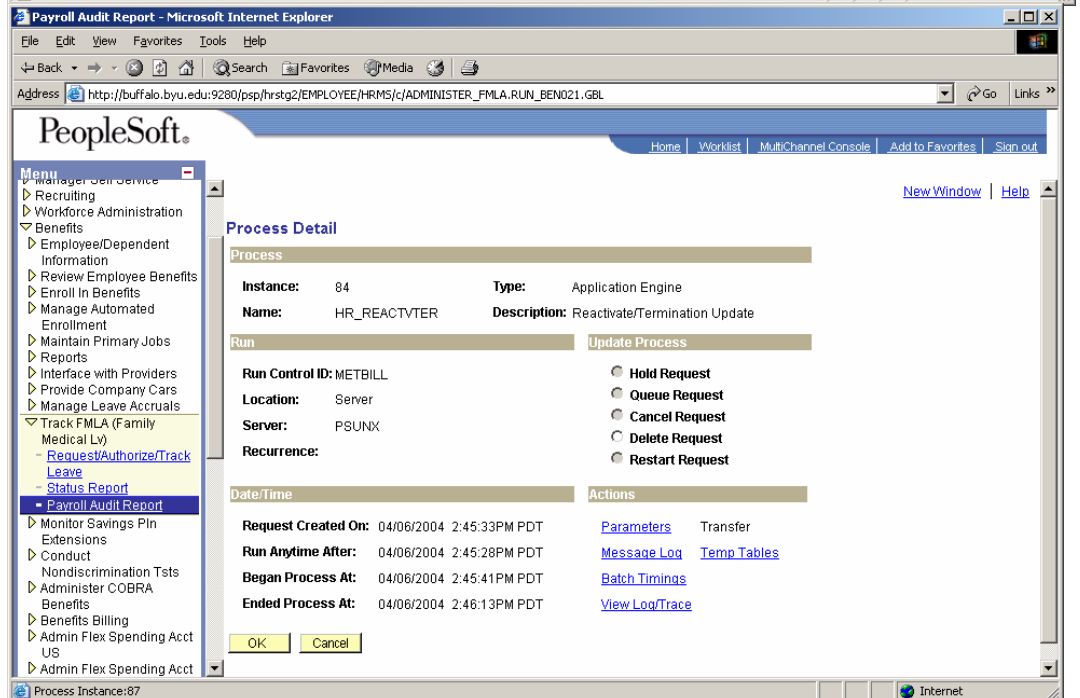 Payroll Audit Report - Microsoft Internet Explorer
File Edit View Favorites Tools Help
Back Search Favorites Media
Address http://buffalo.byu.edu:9280/psp/hrstg2/EMPLOYEE/HRMS/c/ADMINISTER_FMLA.RUN_BEN021.GBL Go Links »
PeopleSoft®
Home Worklist MultiChannel Console Add to Favorites Sign out
Menu
Manager Self Service
Recruiting
Workforce Administration
Benefits
Employee/Dependent
Information
Review Employee Benefits
Enroll In Benefits
Manage Automated
Enrollment
Maintain Primary Jobs
Reports
Interface with Providers
Provide Company Cars
Manage Leave Accruals
Track FMLA (Family
Medical Lv)
- Request/Authorize/Track
Leave
- Status Report
- Payroll Audit Report
Monitor Savings Pln
Extensions
Conduct
Nondiscrimination Tsts
Administer COBRA
Benefits
Benefits Billing
Admin Flex Spending Acct
US
Admin Flex Spending Acct
New Window | Help
Process Detail
Process
Instance: 84 Type: Application Engine
Name: HR_REACTVTER Description: Reactivate/Termination Update
Run
Run Control ID: METBILL
Location: Server
Server: PSUNX
Recurrence:
Update Process
Hold Request
Queue Request
Cancel Request
Delete Request
Restart Request
Date/Time
Request Created On: 04/06/2004 2:45:33PM PDT
Run Anytime After: 04/06/2004 2:45:28PM PDT
Began Process At: 04/06/2004 2:45:41PM PDT
Ended Process At: 04/06/2004 2:46:13PM PDT
Actions
Parameters Transfer
Message Log Temp Tables
Batch Timings
View Log/Trace
OK Cancel
Process Instance:87 Internet